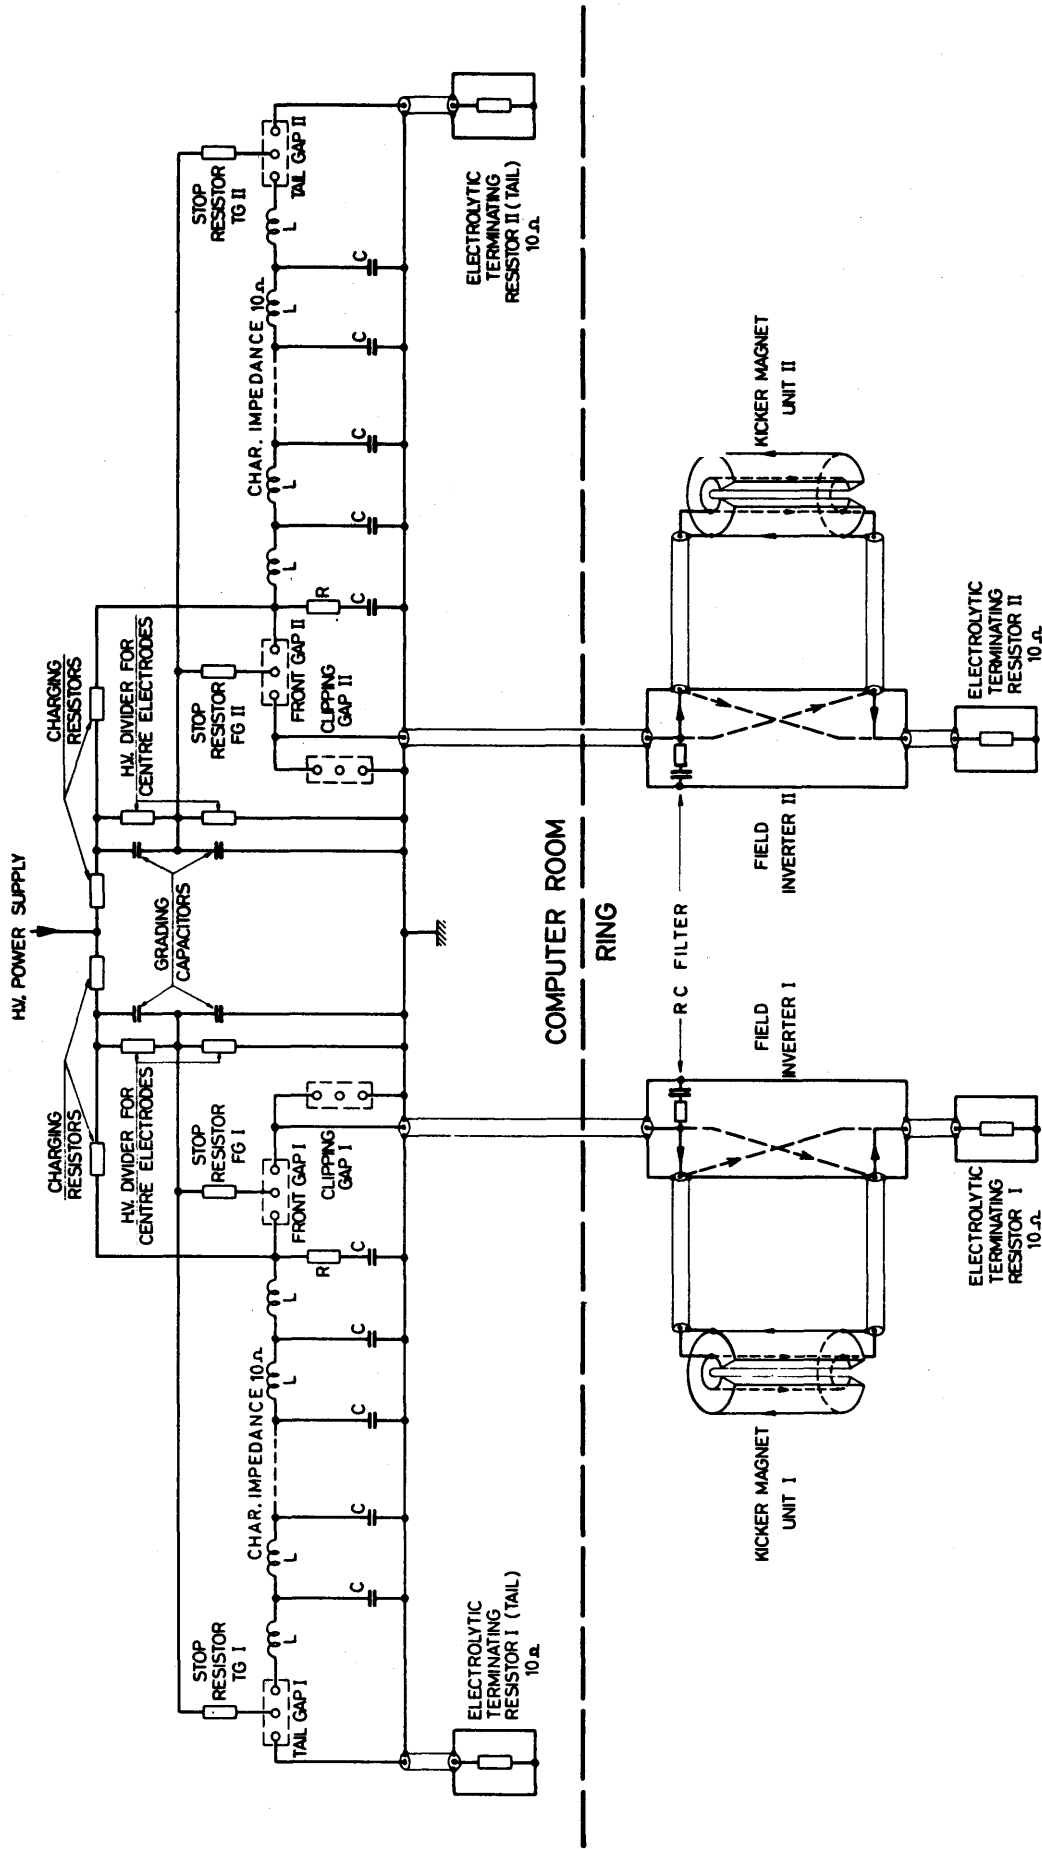 H.V. POWER SUPPLY
CHARGING
RESISTORS
CHARGING
RESISTORS
H.V. DIVIDER FOR
CENTRE ELECTRODES
H.V. DIVIDER FOR
CENTRE ELECTRODES
GRADING
CAPACITORS
STOP
RESISTOR
TG I
STOP
RESISTOR
FG I
STOP
RESISTOR
FG II
STOP
RESISTOR
TG II
CHAR. IMPEDANCE 10Ω
CHAR. IMPEDANCE 10Ω
TAIL GAP I
L
L
L
L
FRONT GAP I
FRONT GAP II
L
L
L
L
TAIL GAP II
CLIPPING
GAP I
CLIPPING
GAP II
R
R
C
C
C
C
C
C
C
C
C
C
ELECTROLYTIC
TERMINATING
RESISTOR I (TAIL)
10Ω
ELECTROLYTIC
TERMINATING
RESISTOR II (TAIL)
10Ω
COMPUTER ROOM
RING
RC FILTER
KICKER MAGNET
UNIT I
FIELD
INVERTER I
FIELD
INVERTER II
KICKER MAGNET
UNIT II
ELECTROLYTIC
TERMINATING
RESISTOR I
10Ω
ELECTROLYTIC
TERMINATING
RESISTOR II
10Ω